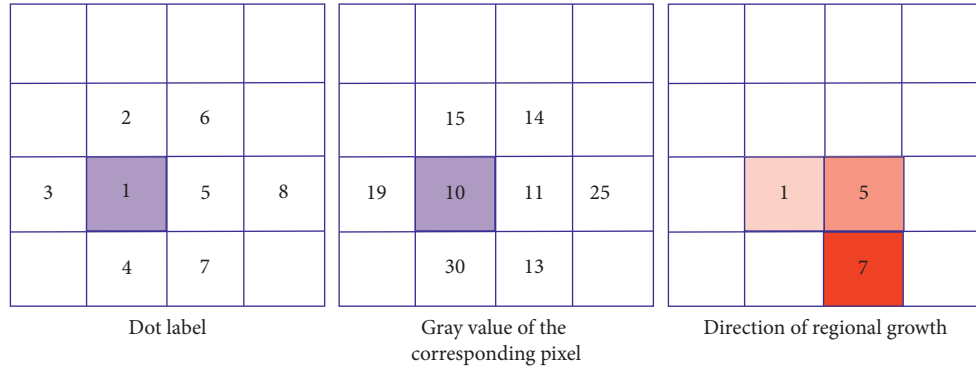 2 6
3 1 5 8
4 7
Dot label
15 14
19 10 11 25
30 13
Gray value of the
corresponding pixel
1 5
7
Direction of regional growth